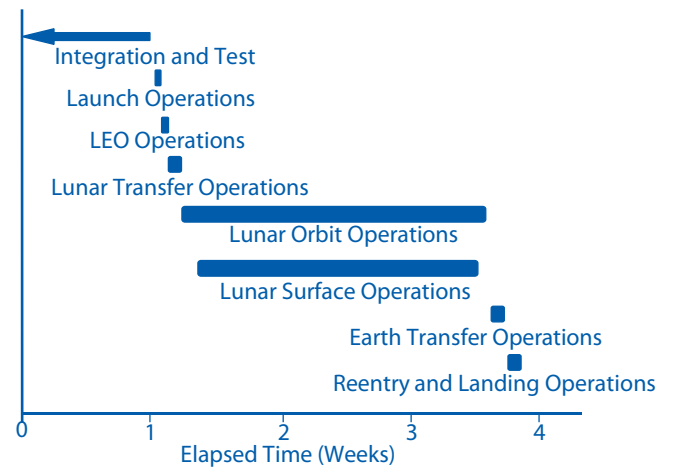 Integration and Test
Launch Operations
LEO Operations
Lunar Transfer Operations
Lunar Orbit Operations
Lunar Surface Operations
Earth Transfer Operations
Reentry and Landing Operations
0 1 2 3 4
Elapsed Time (Weeks)